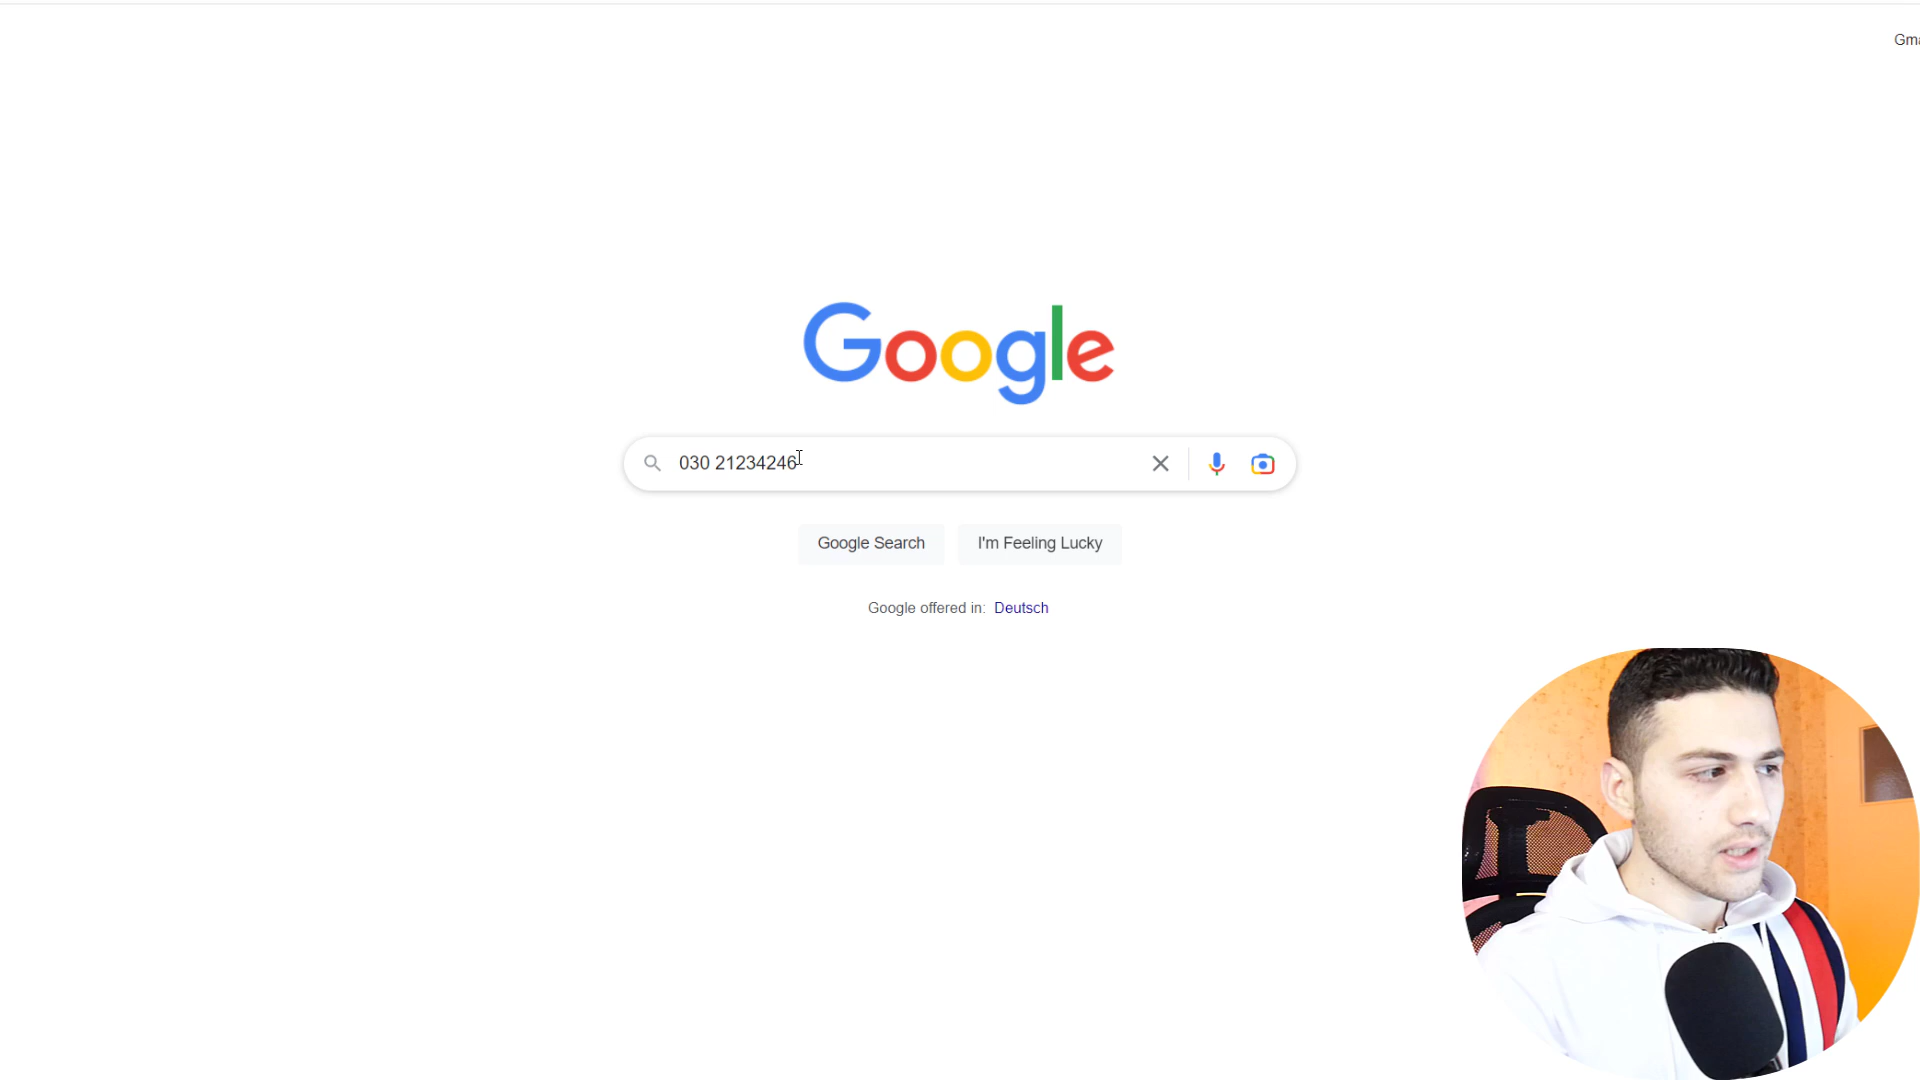 Gma
Google
030 21234246
Google Search
I'm Feeling Lucky
Google offered in: Deutsch